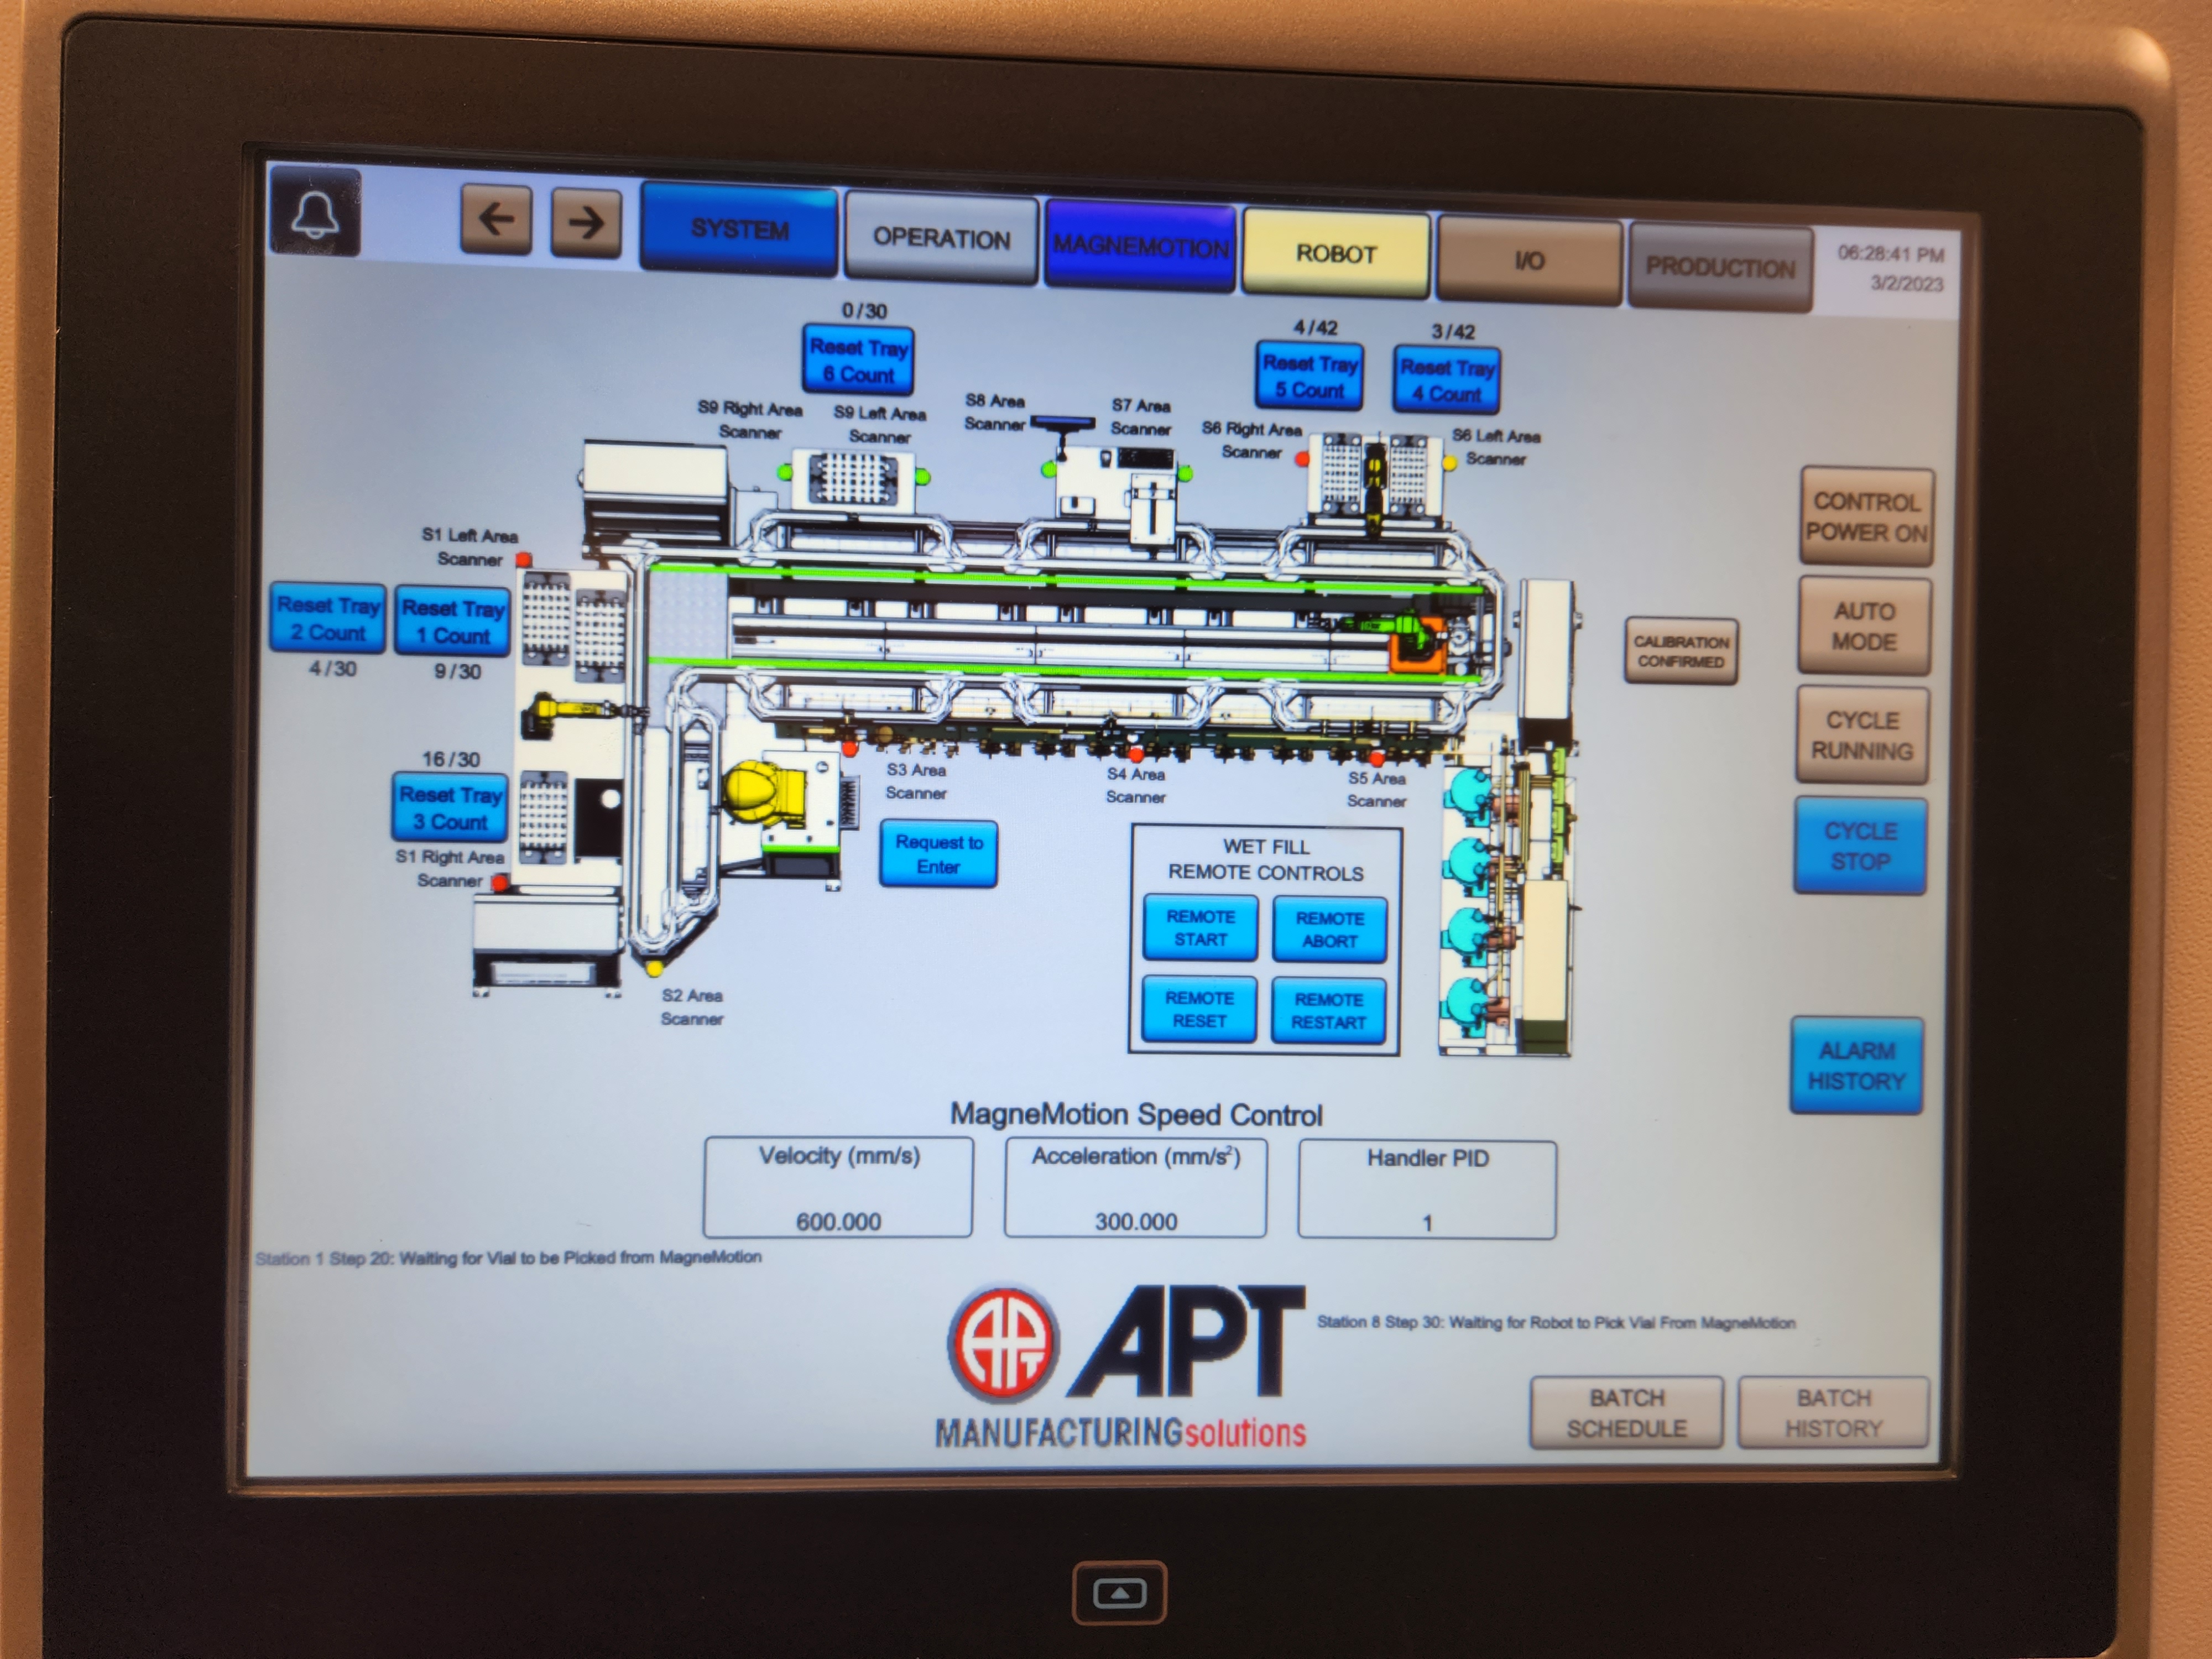 SYSTEM
OPERATION
MAGNEMOTION
ROBOT
I/O
PRODUCTION
06:28:41 PM
3/2/2023
0/30
Reset Tray
6 Count
4/42
Reset Tray
5 Count
3/42
Reset Tray
4 Count
S9 Right Area
Scanner
S9 Left Area
Scanner
S8 Area
Scanner
S7 Area
Scanner
S6 Right Area
Scanner
S6 Left Area
Scanner
CONTROL
POWER ON
S1 Left Area
Scanner
Reset Tray
2 Count
4/30
Reset Tray
1 Count
9/30
CALIBRATION
CONFIRMED
AUTO
MODE
CYCLE
RUNNING
16/30
Reset Tray
3 Count
S1 Right Area
Scanner
S3 Area
Scanner
S4 Area
Scanner
S5 Area
Scanner
CYCLE
STOP
Request to
Enter
WET FILL
REMOTE CONTROLS
REMOTE
START
REMOTE
ABORT
REMOTE
RESET
REMOTE
RESTART
S2 Area
Scanner
ALARM
HISTORY
MagneMotion Speed Control
Velocity (mm/s)
600.000
Acceleration (mm/s²)
300.000
Handler PID
1
Station 1 Step 20: Waiting for Vial to be Picked from MagneMotion
APT
APT
MANUFACTURINGsolutions
Station 8 Step 30: Waiting for Robot to Pick Vial From MagneMotion
BATCH
SCHEDULE
BATCH
HISTORY